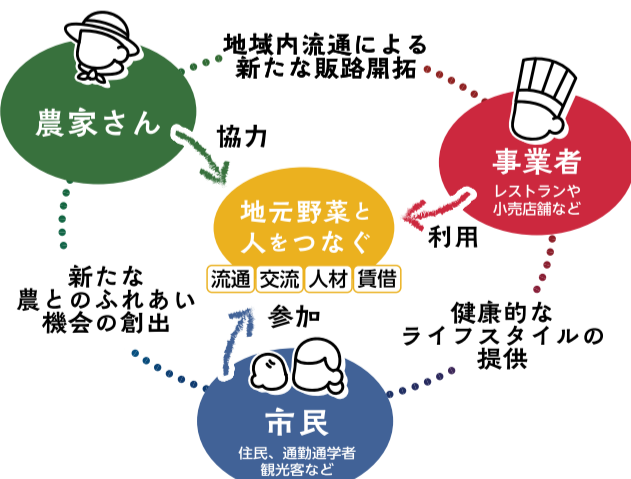 地域内流通による
新たな販路開拓
農家さん
協力
事業者
レストランや
小売店舗など
地元野菜と
人をつなぐ
利用
流通 交流 人材 賃借
新たな
農とのふれあい
機会の創出
参加
健康的な
ライフスタイルの
提供
市民
住民、通勤通学者
観光客など